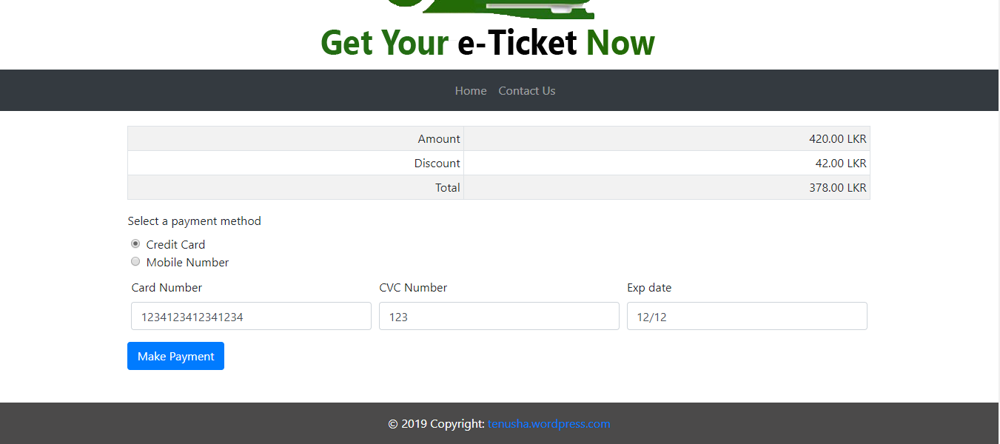 Get Your e-Ticket Now
Home Contact Us
Amount 420.00 LKR
Discount 42.00 LKR
Total 378.00 LKR
Select a payment method
Credit Card
Mobile Number
Card Number CVC Number Exp date
1234123412341234 123 12/12
Make Payment
© 2019 Copyright: tenusha.wordpress.com